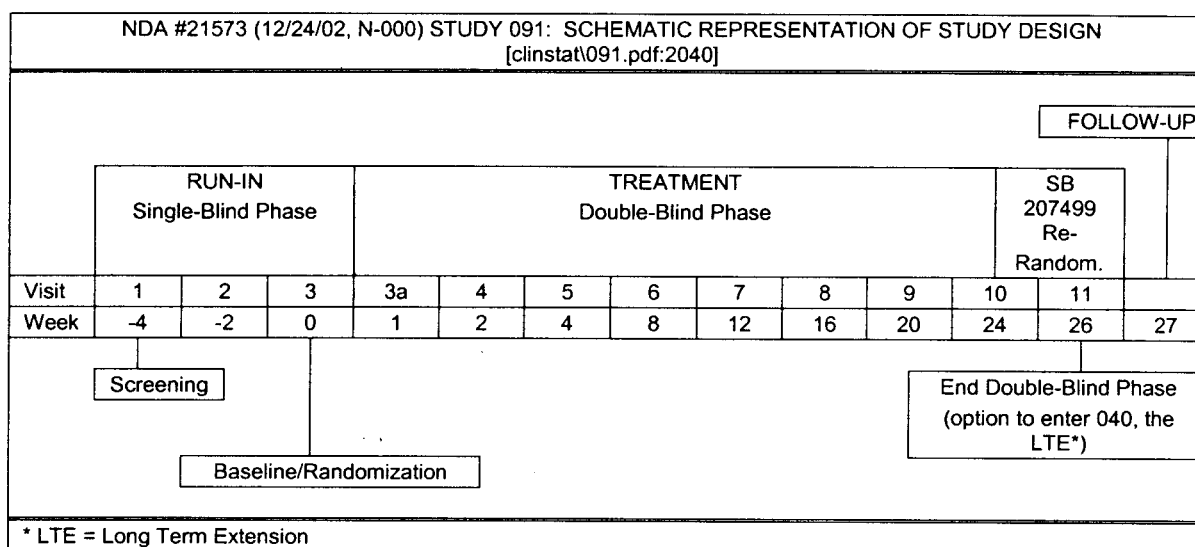 NDA #21573 (12/24/02, N-000) STUDY 091: SCHEMATIC REPRESENTATION OF STUDY DESIGN
[clinstat\091.pdf:2040]
FOLLOW-UP
RUN-IN
Single-Blind Phase
TREATMENT
Double-Blind Phase
SB
207499
Re-
Random.
Visit 1 2 3 3a 4 5 6 7 8 9 10 11
Week -4 -2 0 1 2 4 8 12 16 20 24 26 27
Screening
Baseline/Randomization
End Double-Blind Phase
(option to enter 040, the
LTE*)
* LTE = Long Term Extension